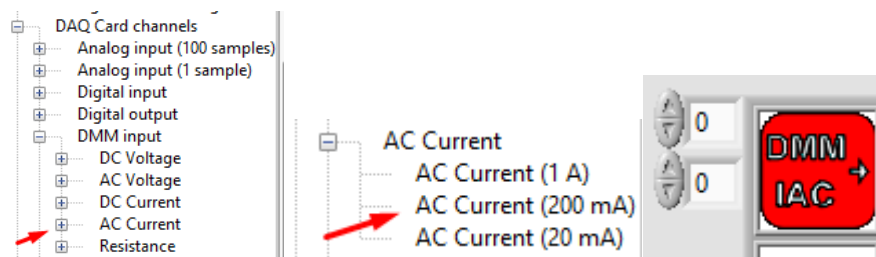 DAQ Card channels
Analog input (100 samples)
Analog input (1 sample)
Digital input
Digital output
DMM input
DC Voltage
AC Voltage
DC Current
AC Current
Resistance
AC Current
AC Current (1 A)
AC Current (200 mA)
AC Current (20 mA)
0
0
DMM
IAC